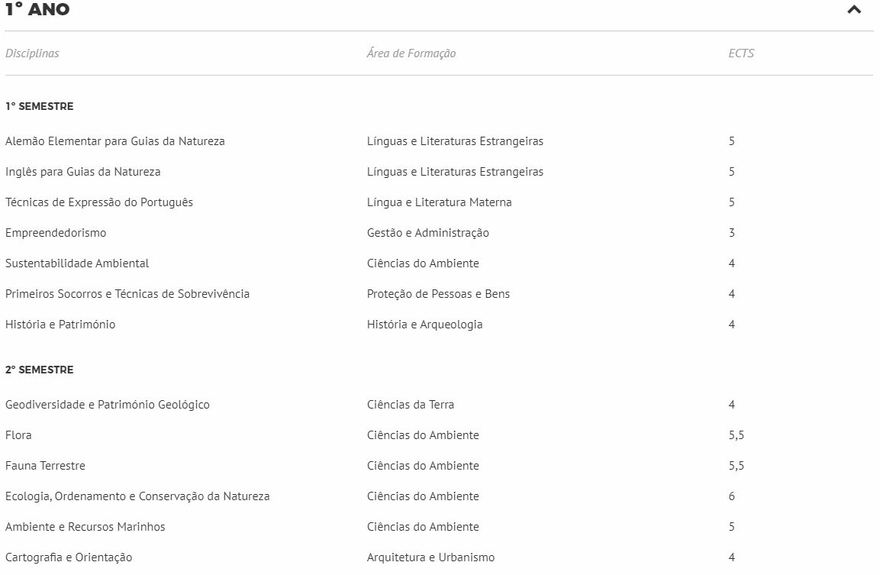 1º ANO
Disciplinas Área de Formação ECTS
1º SEMESTRE
Alemão Elementar para Guias da Natureza Línguas e Literaturas Estrangeiras 5
Inglês para Guias da Natureza Línguas e Literaturas Estrangeiras 5
Técnicas de Expressão do Português Língua e Literatura Materna 5
Empreendedorismo Gestão e Administração 3
Sustentabilidade Ambiental Ciências do Ambiente 4
Primeiros Socorros e Técnicas de Sobrevivência Proteção de Pessoas e Bens 4
História e Património História e Arqueologia 4
2º SEMESTRE
Geodiversidade e Património Geológico Ciências da Terra 4
Flora Ciências do Ambiente 5,5
Fauna Terrestre Ciências do Ambiente 5,5
Ecologia, Ordenamento e Conservação da Natureza Ciências do Ambiente 6
Ambiente e Recursos Marinhos Ciências do Ambiente 5
Cartografia e Orientação Arquitetura e Urbanismo 4